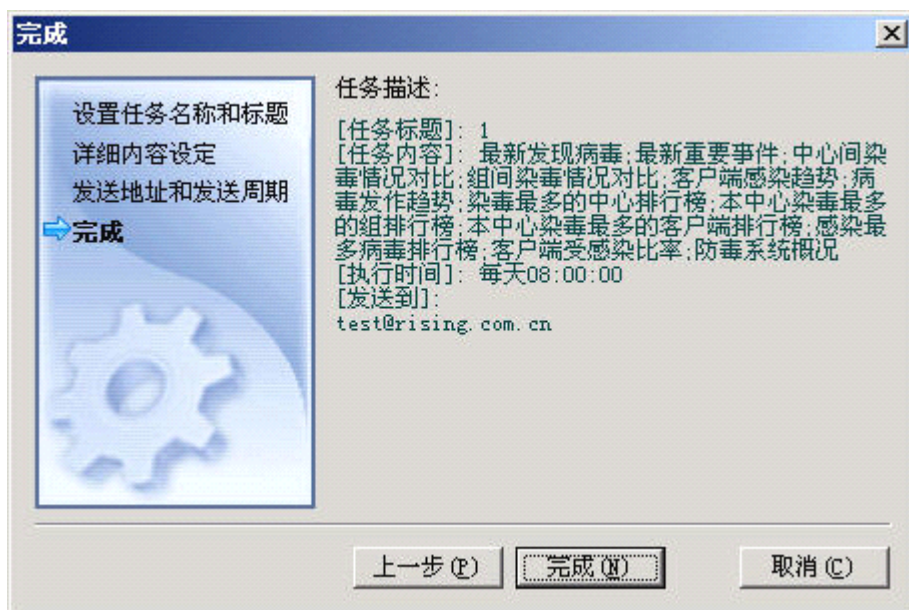 完成
设置任务名称和标题
详细内容设定
发送地址和发送周期
完成
任务描述:
[任务标题]: 1
[任务内容]: 最新发现病毒;最新重要事件;中心间染
毒情况对比;组间染毒情况对比;客户端感染趋势;病
毒发作趋势;染毒最多的中心排行榜;本中心染毒最多
的组排行榜;本中心染毒最多的客户端排行榜;感染最
多病毒排行榜;客户端受感染比率;防毒系统概况
[执行时间]: 每天08:00:00
[发送到]:
test@rising.com.cn
上一步(P)
完成(N)
取消(C)